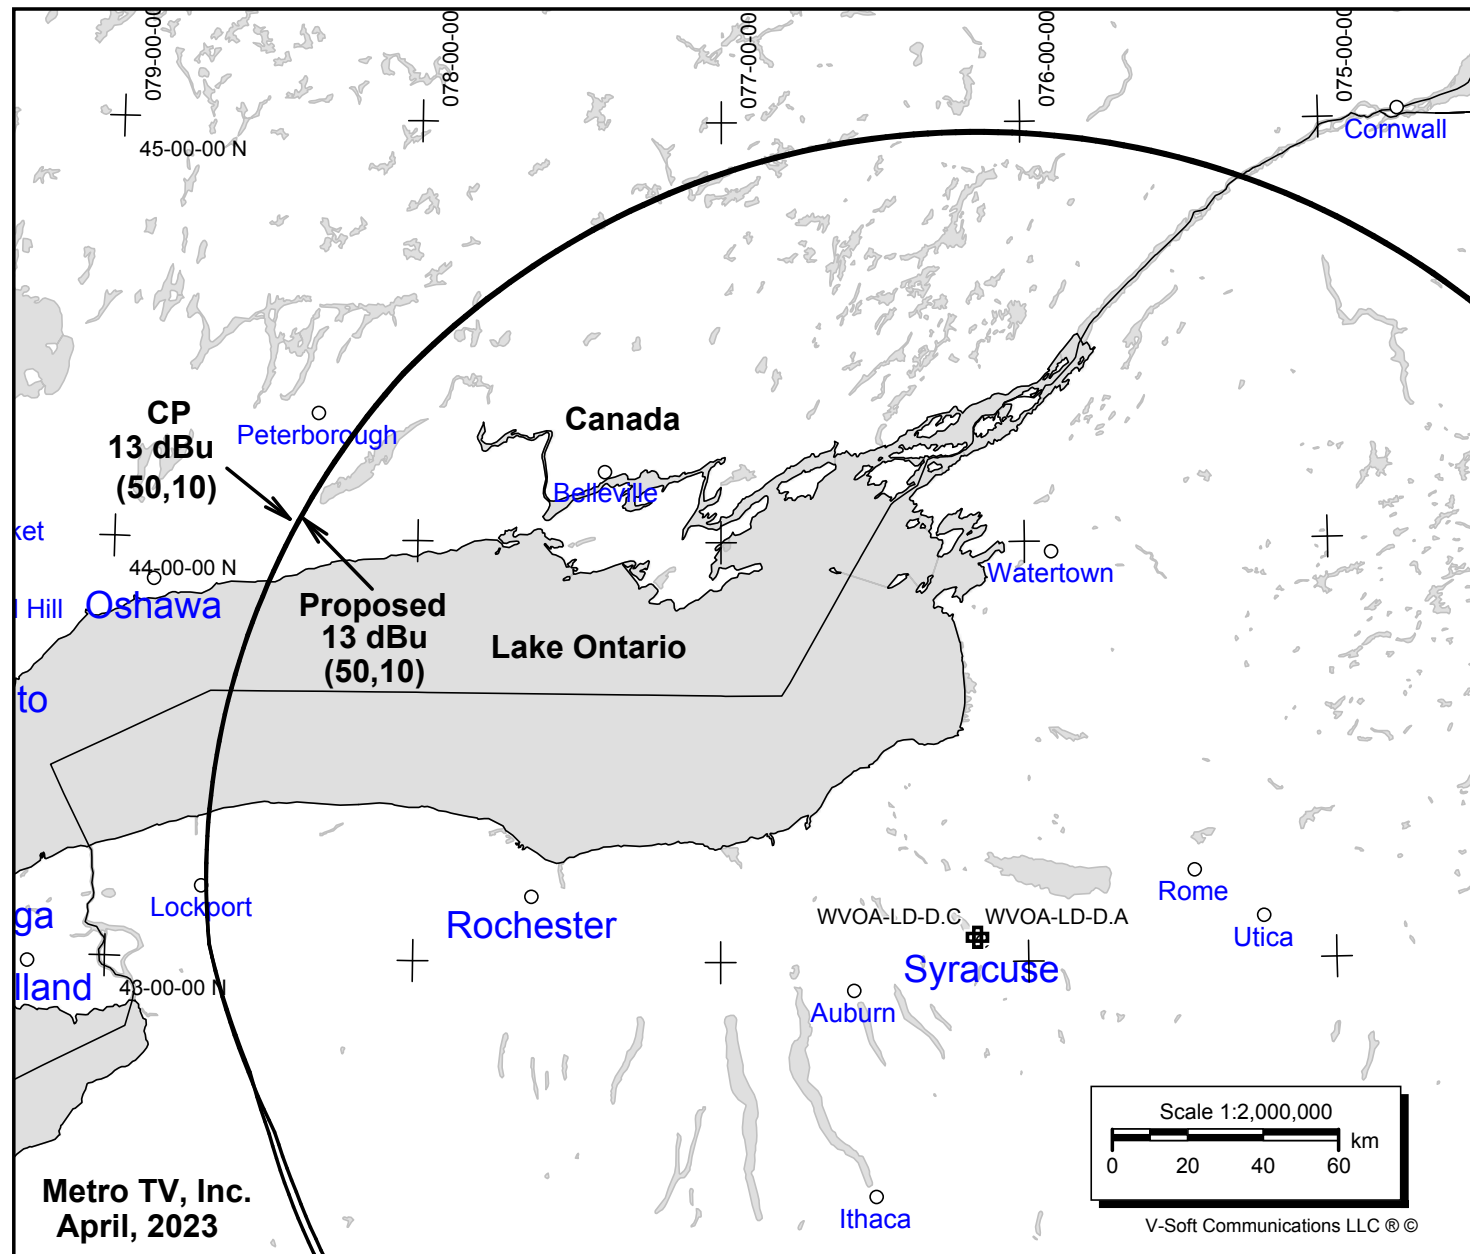 079-00-00
078-00-00
077-00-00
076-00-00
075-00-00
Cornwall
45-00-00 N
CP
13 dBu
(50,10)
Peterborough
Canada
Belleville
ket
44-00-00 N
Watertown
l Hill
Oshawa
Proposed
13 dBu
(50,10)
Lake Ontario
to
Lockport
Rome
ga
Rochester
WVOA-LD-D.C
WVOA-LD-D.A
Utica
Syracuse
lland
43-00-00 N
Auburn
Scale 1:2,000,000
km
0 20 40 60
Metro TV, Inc.
April, 2023
Ithaca
V-Soft Communications LLC ® ©